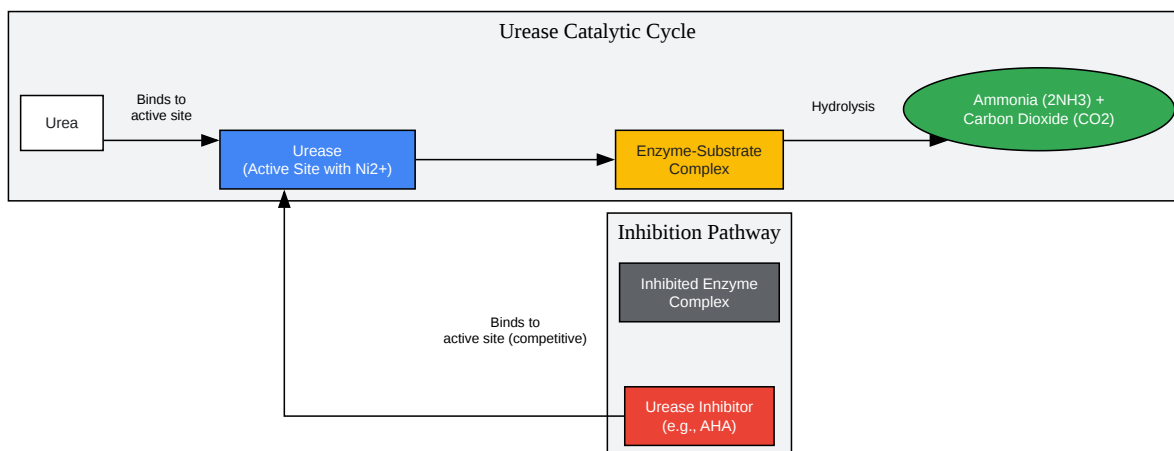 Urease Catalytic Cycle
Urea
Binds to
active site
Urease
(Active Site with Ni2+)
Enzyme-Substrate
Complex
Hydrolysis
Ammonia (2NH3) +
Carbon Dioxide (CO2)
Inhibition Pathway
Inhibited Enzyme
Complex
Binds to
active site (competitive)
Urease Inhibitor
(e.g., AHA)